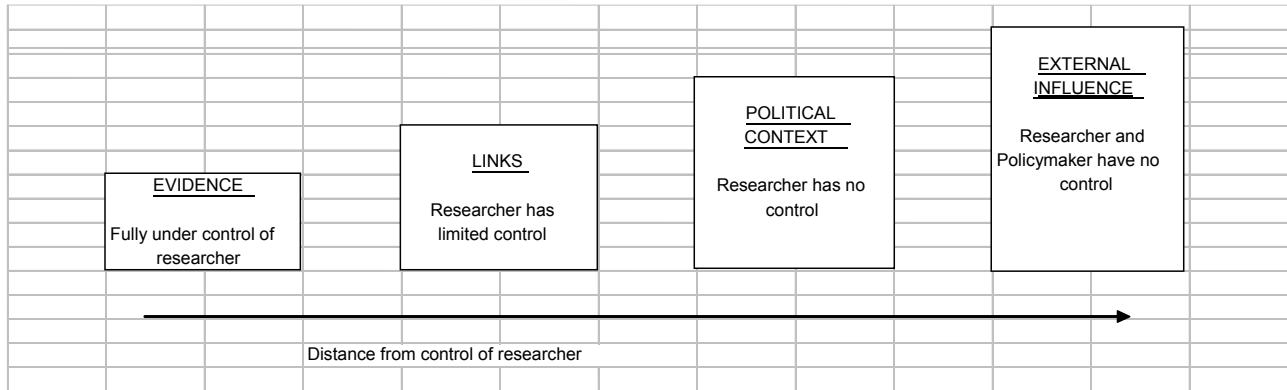 EVIDENCE
Fully under control of
researcher
LINKS
Researcher has
limited control
POLITICAL
CONTEXT
Researcher has no
control
EXTERNAL
INFLUENCE
Researcher and
Policymaker have no
control
Distance from control of researcher